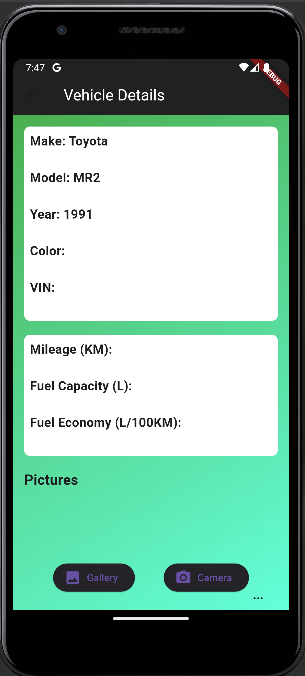 7:47 G
DEBUG
Vehicle Details
Make: Toyota
Model: MR2
Year: 1991
Color:
VIN:
Mileage (KM):
Fuel Capacity (L):
Fuel Economy (L/100KM):
Pictures
Gallery
Camera
...